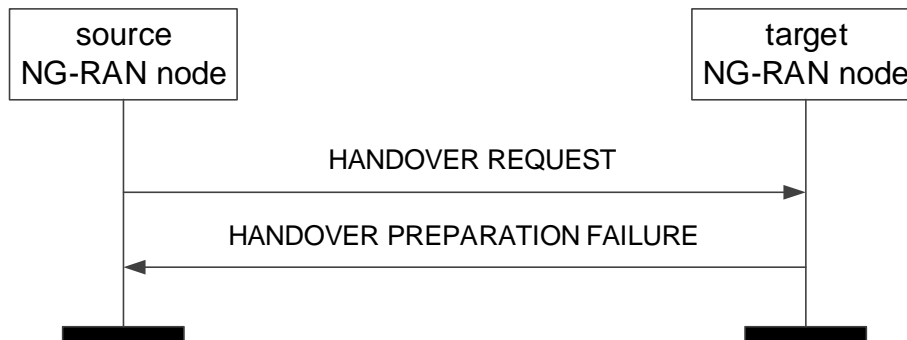 source
NG-RAN node
target
NG-RAN node
HANDOVER REQUEST
HANDOVER PREPARATION FAILURE